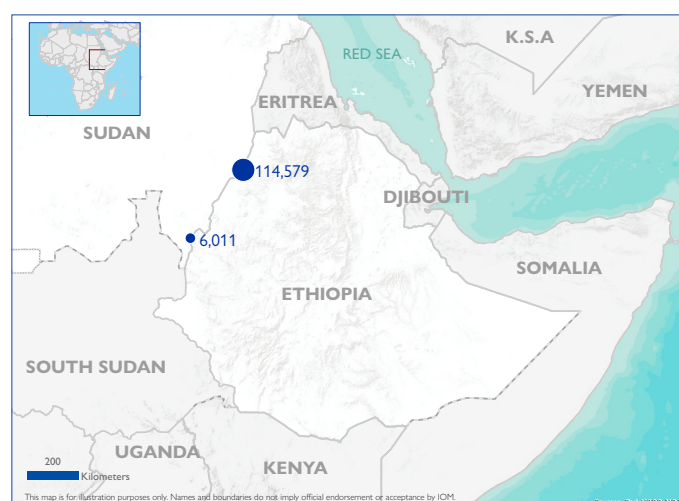 K.S.A
RED SEA
YEMEN
ERITREA
SUDAN
114,579
DJIBOUTI
6,011
SOMALIA
ETHIOPIA
SOUTH SUDAN
UGANDA
KENYA
200
Kilometers
This map is for illustration purposes only. Names and boundaries do not imply official endorsement or acceptance by IOM.